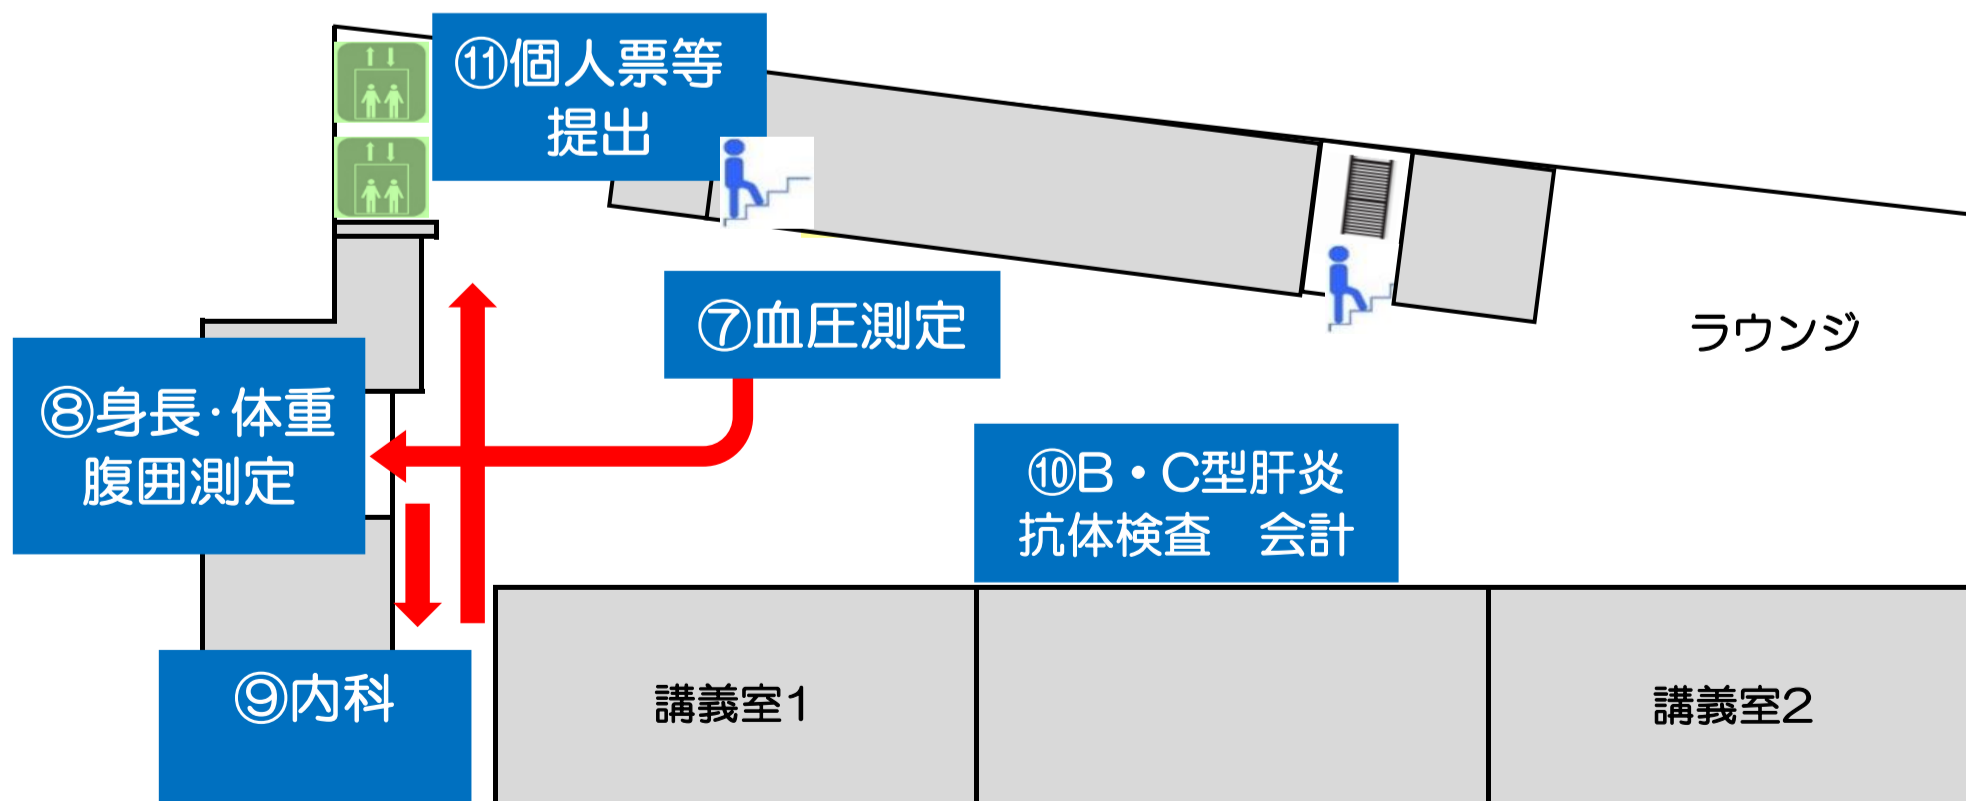 ⑪個人票等
提出
⑦血圧測定
ラウンジ
⑧身長・体重
腹囲測定
⑩B・C型肝炎
抗体検査　会計
⑨内科
講義室1
講義室2